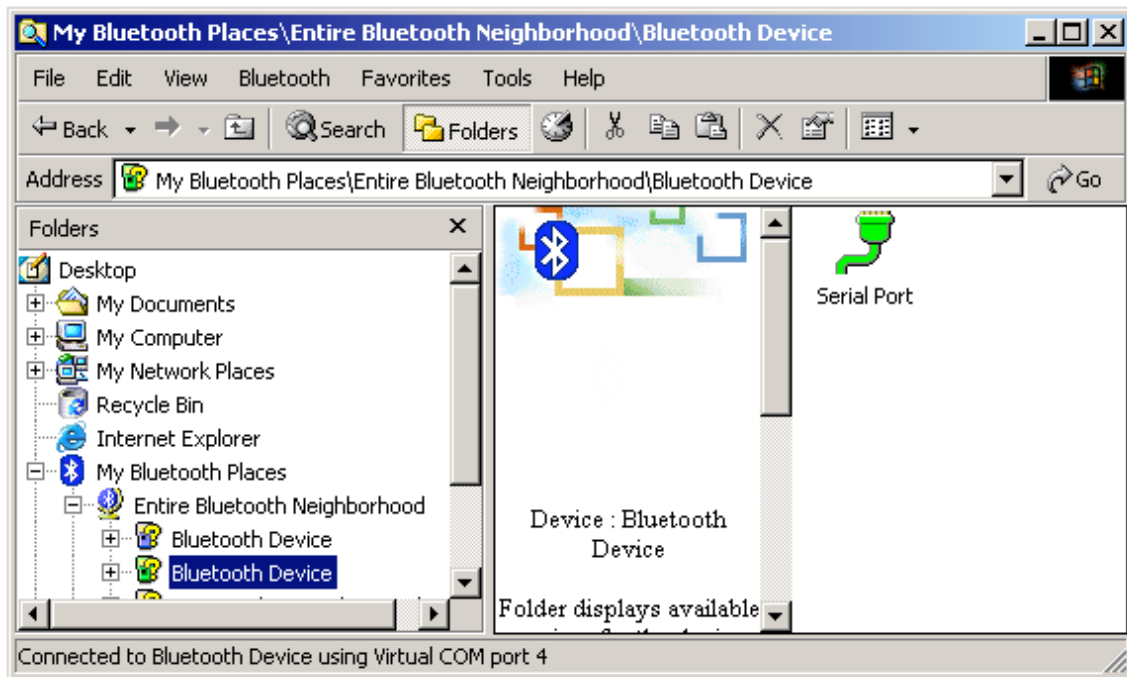 My Bluetooth Places\Entire Bluetooth Neighborhood\Bluetooth Device
File Edit View Bluetooth Favorites Tools Help
Back Search Folders
Address My Bluetooth Places\Entire Bluetooth Neighborhood\Bluetooth Device Go
Folders
Desktop
My Documents
My Computer
My Network Places
Recycle Bin
Internet Explorer
My Bluetooth Places
Entire Bluetooth Neighborhood
Bluetooth Device
Bluetooth Device
Device : Bluetooth
Device
Folder displays available
Serial Port
Connected to Bluetooth Device using Virtual COM port 4